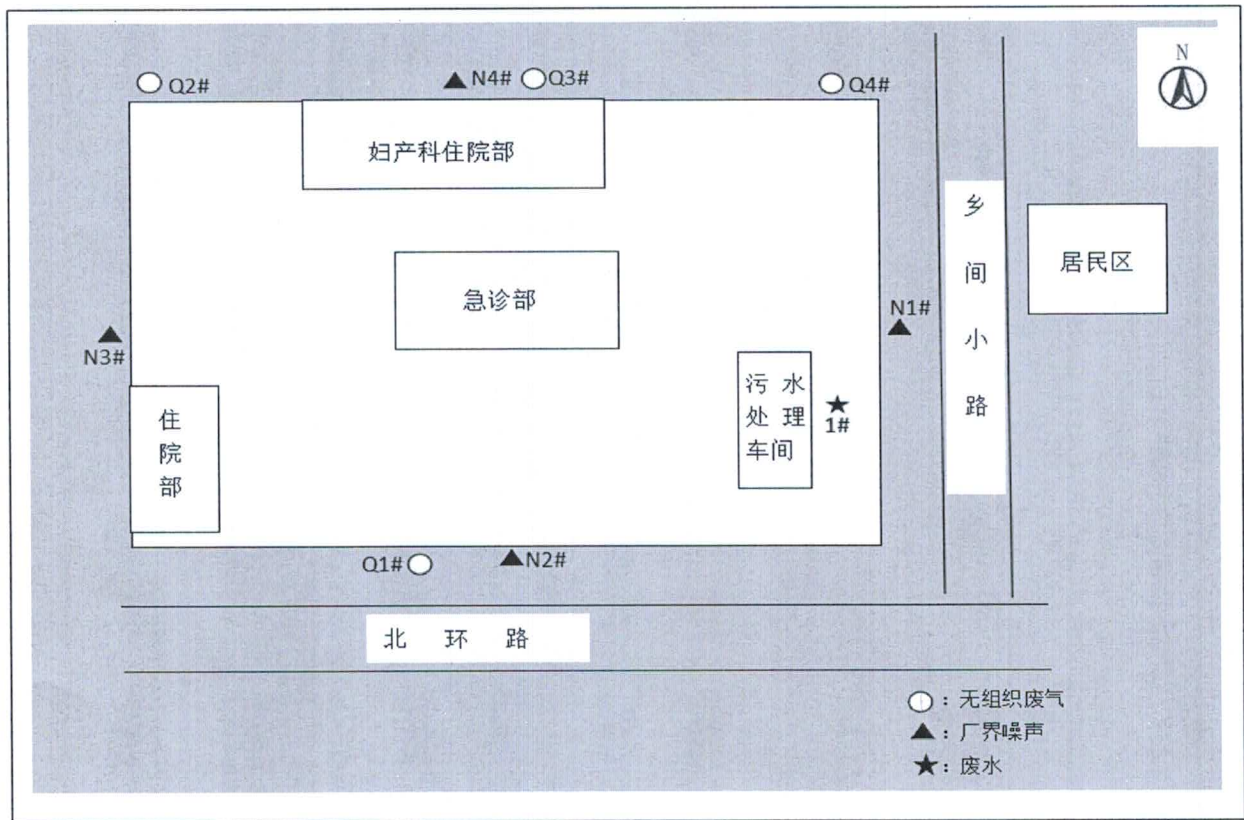 N
Q2#
N4#
Q3#
Q4#
妇产科住院部
乡
间
小
路
居民区
急诊部
N1#
N3#
污 水
处 理
车间
1#
住
院
部
Q1#
N2#
北 环 路
：无组织废气
：厂界噪声
：废水